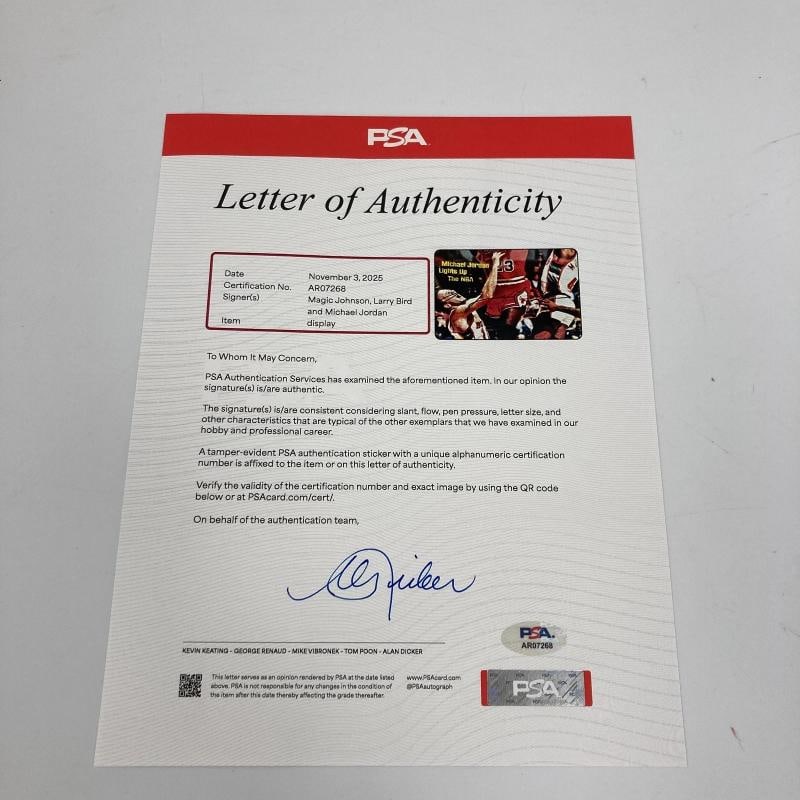 PSA
Letter of Authenticity
Date November 3, 2025
Certification No. AR07268
Signer(s) Magic Johnson, Larry Bird
and Michael Jordan
Item display
Michael Jordan
Lights Up
The NBA
23
To Whom It May Concern,
PSA Authentication Services has examined the aforementioned item. In our opinion the
signature(s) is/are authentic.
The signature(s) is/are consistent considering slant, flow, pen pressure, letter size, and
other characteristics that are typical of the other exemplars that we have examined in our
hobby and professional career.
A tamper-evident PSA authentication sticker with a unique alphanumeric certification
number is affixed to the item or on this letter of authenticity.
Verify the validity of the certification number and exact image by using the QR code
below or at PSAcard.com/cert/.
On behalf of the authentication team,
KEVIN KEATING - GEORGE RENAUD - MIKE VIBRONEK - TOM POON - ALAN DICKER
PSA
AR07268
This letter serves as an opinion rendered by PSA at the date listed
above. PSA is not responsible for any changes in the condition of
the item after this date thereby affecting the grade thereafter.
www.PSAcard.com
@PSAautograph
PSA